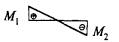 M₁ ⊕
⊖ M₂